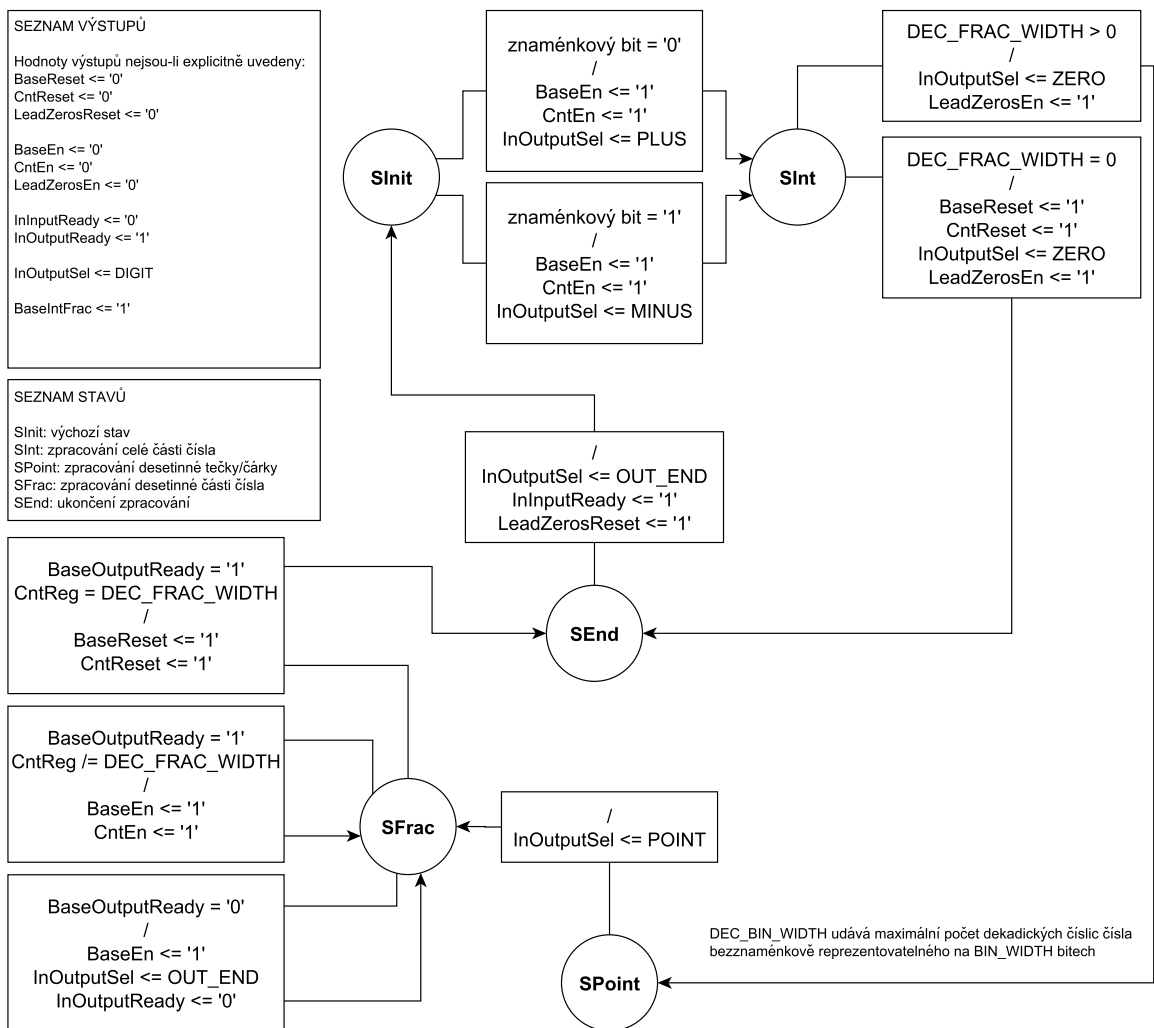 SEZNAM VÝSTUPŮ
Hodnoty výstupů nejsou-li explicitně uvedeny:
BaseReset <= '0'
CntReset <= '0'
LeadZerosReset <= '0'
BaseEn <= '0'
CntEn <= '0'
LeadZerosEn <= '0'
InInputReady <= '0'
InOutputReady <= '1'
InOutputSel <= DIGIT
BaseIntFrac <= '1'
SEZNAM STAVŮ
SInit: výchozí stav
SInt: zpracování celé části čísla
SPoint: zpracování desetinné tečky/čárky
SFrac: zpracování desetinné části čísla
SEnd: ukončení zpracování
SInit
znaménkový bit = '0'
/
BaseEn <= '1'
CntEn <= '1'
InOutputSel <= PLUS
znaménkový bit = '1'
/
BaseEn <= '1'
CntEn <= '1'
InOutputSel <= MINUS
SInt
DEC_FRAC_WIDTH > 0
/
InOutputSel <= ZERO
LeadZerosEn <= '1'
DEC_FRAC_WIDTH = 0
/
BaseReset <= '1'
CntReset <= '1'
InOutputSel <= ZERO
LeadZerosEn <= '1'
/
InOutputSel <= OUT_END
InInputReady <= '1'
LeadZerosReset <= '1'
SEnd
BaseOutputReady = '1'
CntReg = DEC_FRAC_WIDTH
/
BaseReset <= '1'
CntReset <= '1'
BaseOutputReady = '1'
CntReg /= DEC_FRAC_WIDTH
/
BaseEn <= '1'
CntEn <= '1'
SFrac
/
InOutputSel <= POINT
BaseOutputReady = '0'
/
BaseEn <= '1'
InOutputSel <= OUT_END
InOutputReady <= '0'
SPoint
DEC_BIN_WIDTH udává maximální počet dekadických číslic čísla
bezznaménkově reprezentovatelného na BIN_WIDTH bitech